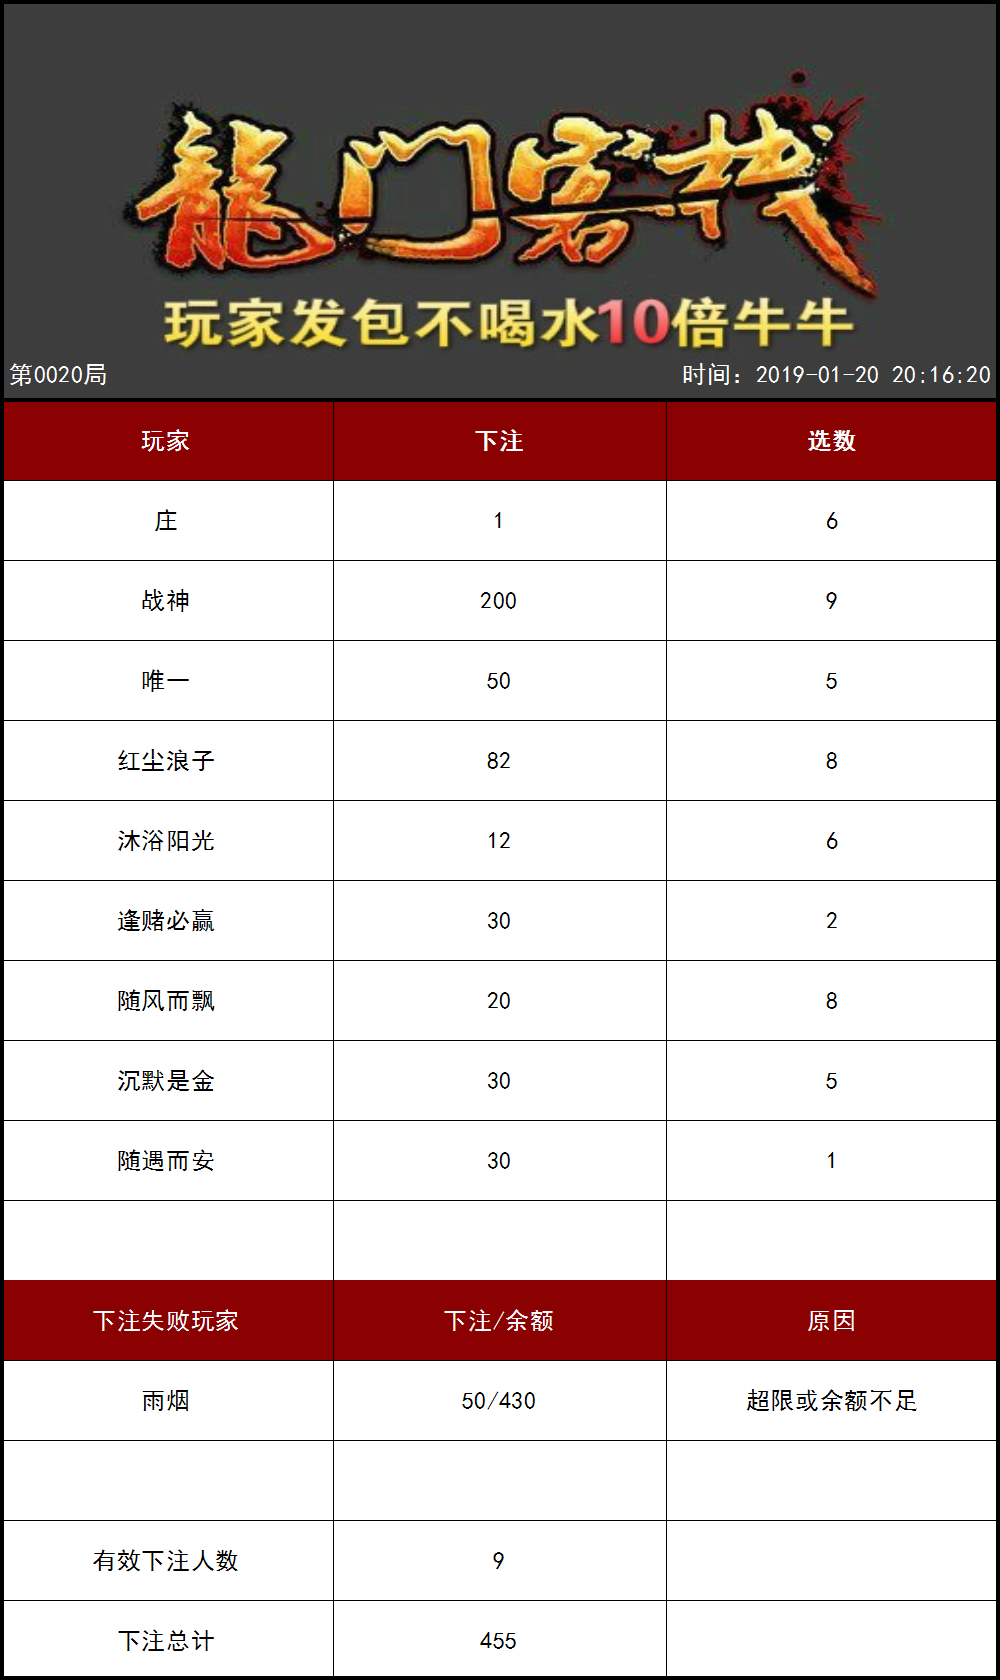 龍门客栈
玩家发包不喝水10倍牛牛
第0020局 时间：2019-01-20 20:16:20
玩家 下注 选数
庄 1 6
战神 200 9
唯一 50 5
红尘浪子 82 8
沐浴阳光 12 6
逢赌必赢 30 2
随风而飘 20 8
沉默是金 30 5
随遇而安 30 1
下注失败玩家 下注/余额 原因
雨烟 50/430 超限或余额不足
有效下注人数 9
下注总计 455